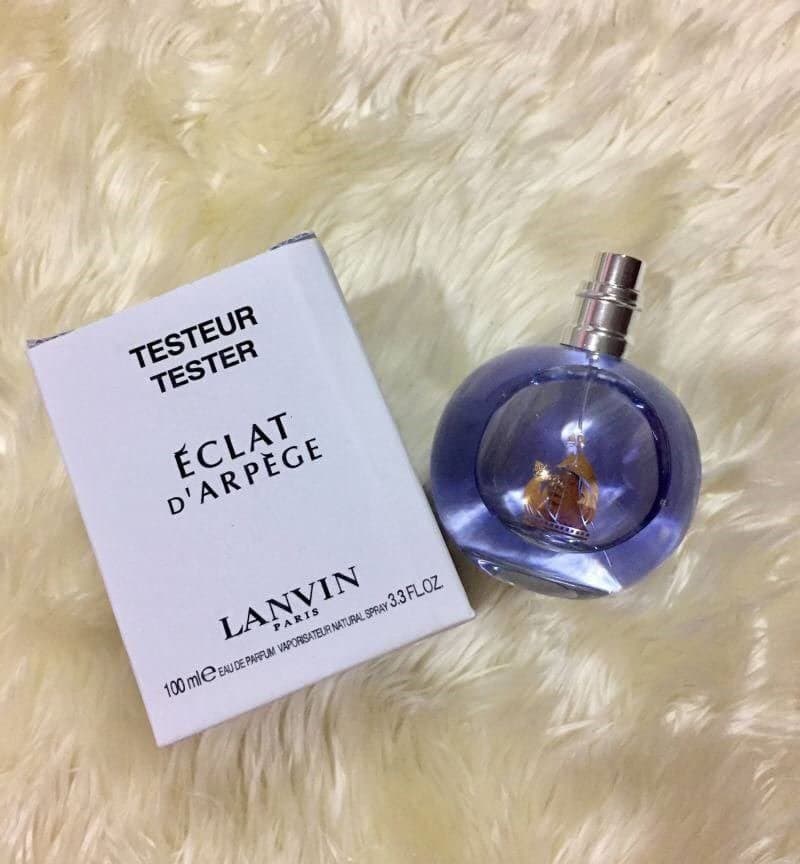 TESTEUR
TESTER
ÉCLAT
D'ARPÈGE
LANVIN
PARIS
100 ml e EAU DE PARFUM VAPORISATEUR NATURAL SPRAY 3.3 FL.OZ